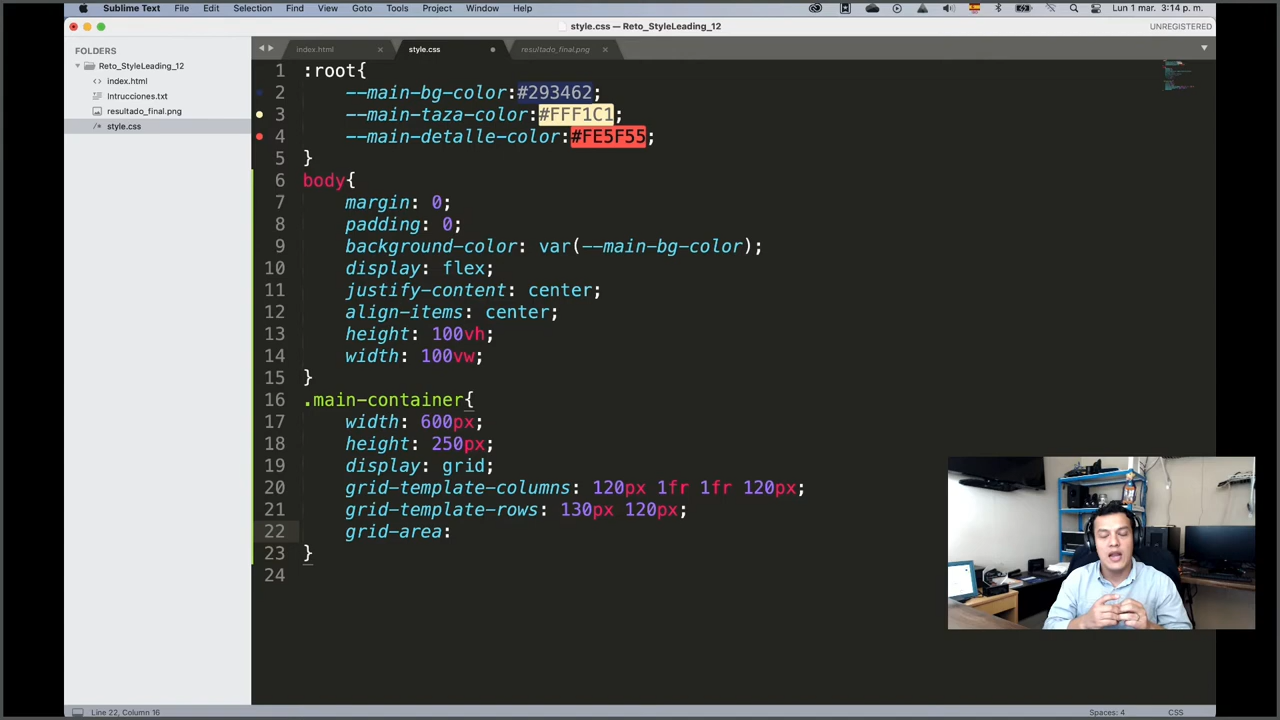 Sublime Text File Edit Selection Find View Goto Tools Project Window Help Lun 1 mar. 3:14 p. m.
style.css — Reto_StyleLeading_12 UNREGISTERED
FOLDERS
Reto_StyleLeading_12
index.html
Intrucciones.txt
resultado_final.png
style.css
index.html style.css resultado_final.png
1 :root{
2 --main-bg-color:#293462;
3 --main-taza-color:#FFF1C1;
4 --main-detalle-color:#FE5F55;
5 }
6 body{
7 margin: 0;
8 padding: 0;
9 background-color: var(--main-bg-color);
10 display: flex;
11 justify-content: center;
12 align-items: center;
13 height: 100vh;
14 width: 100vw;
15 }
16 .main-container{
17 width: 600px;
18 height: 250px;
19 display: grid;
20 grid-template-columns: 120px 1fr 1fr 120px;
21 grid-template-rows: 130px 120px;
22 grid-area:
23 }
24
Line 22, Column 16 Spaces: 4 CSS